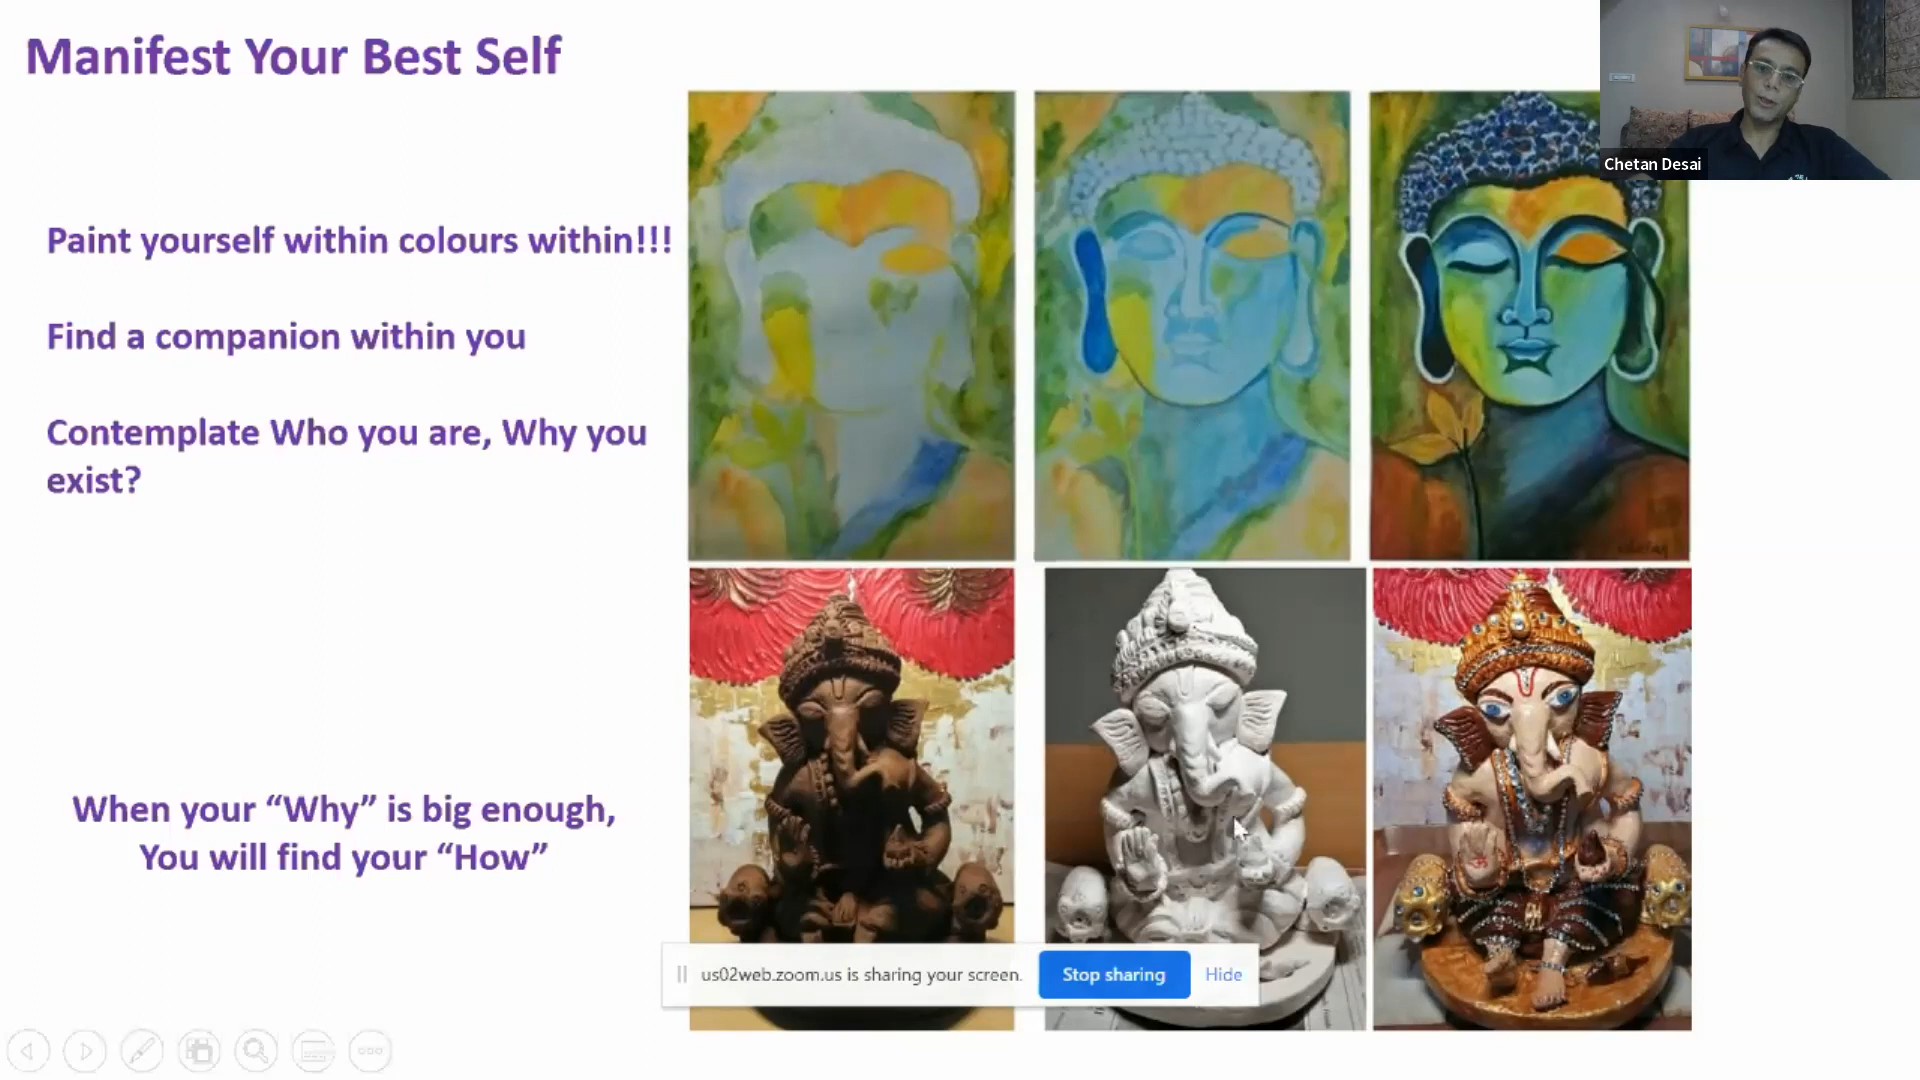 Manifest Your Best Self
Chetan Desai
Paint yourself within colours within!!!
Find a companion within you
Contemplate Who you are, Why you
exist?
When your “Why” is big enough,
You will find your “How”
us02web.zoom.us is sharing your screen.
Stop sharing
Hide